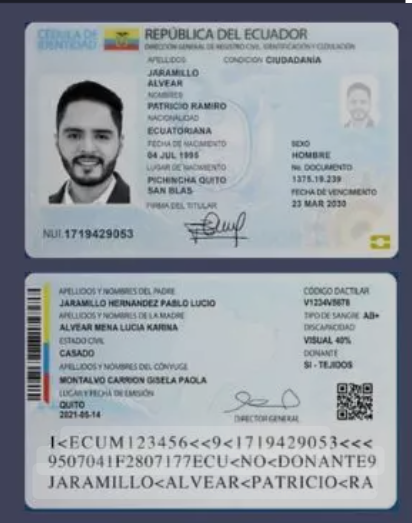 CÉDULA DE IDENTIDAD
REPÚBLICA DEL ECUADOR
DIRECCIÓN GENERAL DE REGISTRO CIVIL, IDENTIFICACIÓN Y CEDULACIÓN
APELLIDOS
CONDICIÓN CIUDADANÍA
JARAMILLO
ALVEAR
NOMBRES
PATRICIO RAMIRO
NACIONALIDAD
ECUATORIANA
FECHA DE NACIMIENTO
04 JUL 1995
LUGAR DE NACIMIENTO
PICHINCHA QUITO
SAN BLAS
FIRMA DEL TITULAR
SEXO
HOMBRE
No. DOCUMENTO
1375.19.239
FECHA DE VENCIMIENTO
23 MAR 2030
NUI.1719429053
APELLIDOS Y NOMBRES DEL PADRE
JARAMILLO HERNANDEZ PABLO LUCIO
APELLIDOS Y NOMBRES DE LA MADRE
ALVEAR MENA LUCIA KARINA
ESTADO CIVIL
CASADO
APELLIDOS Y NOMBRES DEL CÓNYUGE
MONTALVO CARRION GISELA PAOLA
LUGAR Y FECHA DE EMISIÓN
QUITO
2021-05-14
CÓDIGO DACTILAR
V1234V5678
TIPO DE SANGRE AB+
DISCAPACIDAD
VISUAL 40%
DONANTE
SI - TEJIDOS
DIRECTOR GENERAL
I<ECUM123456<<9<1719429053<<<
9507041F2807177ECU<NO<DONANTE9
JARAMILLO<ALVEAR<PATRICIO<RA